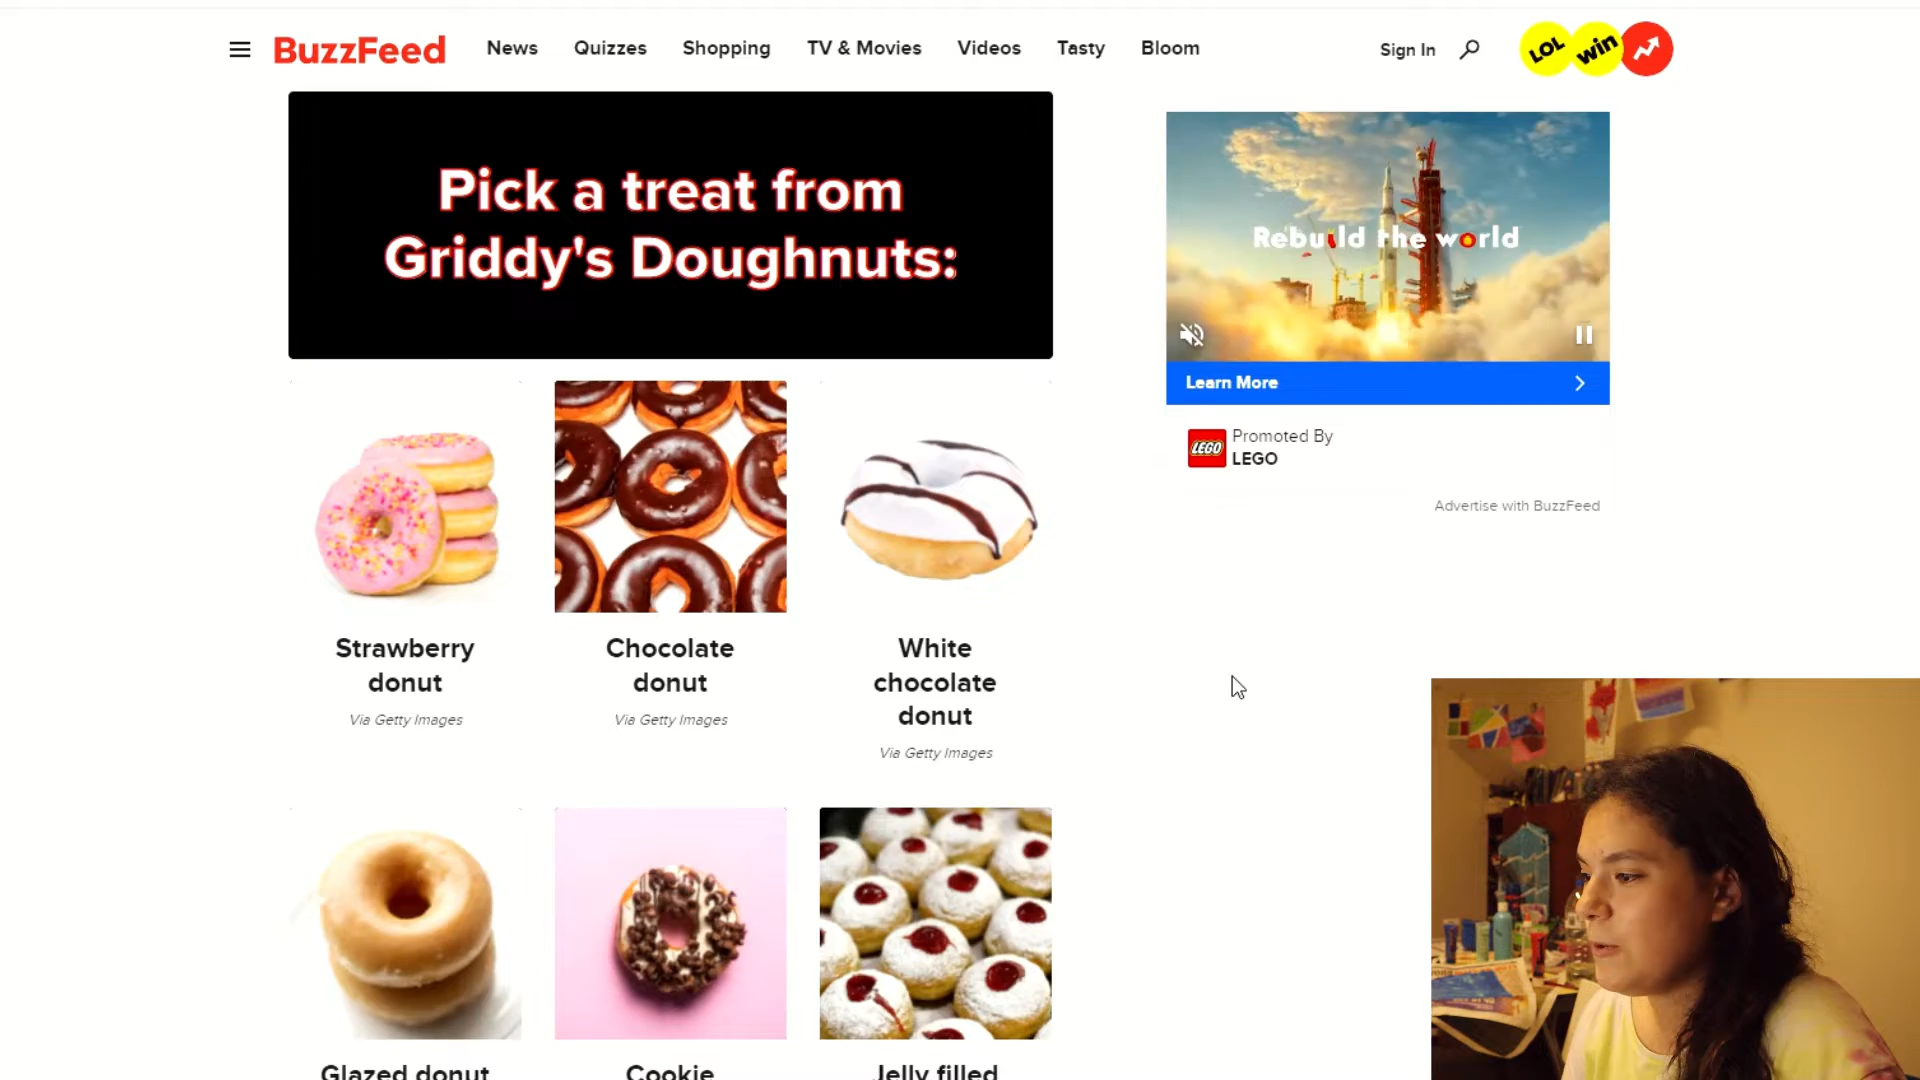 BuzzFeed News Quizzes Shopping TV & Movies Videos Tasty Bloom Sign In LOL win
Pick a treat from
Griddy's Doughnuts:
Rebuild the world
Learn More
LEGO Promoted By
LEGO
Advertise with BuzzFeed
Strawberry
donut
Via Getty Images
Chocolate
donut
Via Getty Images
White
chocolate
donut
Via Getty Images
Glazed donut
Cookie
Jelly filled